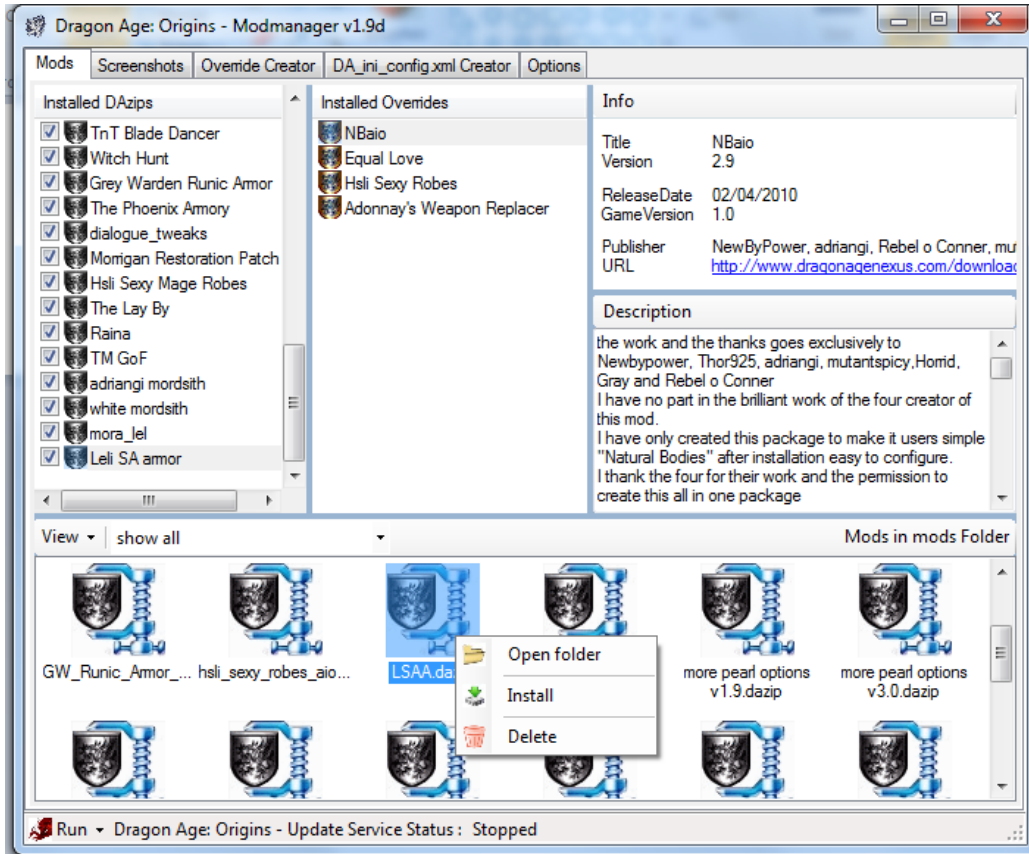 Dragon Age: Origins - Modmanager v1.9d
Mods Screenshots Override Creator DA_ini_config.xml Creator Options
Installed DAzips
TnT Blade Dancer
Witch Hunt
Grey Warden Runic Armor
The Phoenix Armory
dialogue_tweaks
Morrigan Restoration Patch
Hsli Sexy Mage Robes
The Lay By
Raina
TM GoF
adriangi mordsith
white mordsith
mora_lel
Leli SA armor
Installed Overrides
NBaio
Equal Love
Hsli Sexy Robes
Adonnay's Weapon Replacer
Info
Title NBaio
Version 2.9
ReleaseDate 02/04/2010
GameVersion 1.0
Publisher NewByPower, adriangi, Rebel o Conner, mu
URL http://www.dragonagenexus.com/downloa
Description
the work and the thanks goes exclusively to
Newbypower, Thor925, adriangi, mutantspicy,Horrid,
Gray and Rebel o Conner
I have no part in the brilliant work of the four creator of
this mod.
I have only created this package to make it users simple
"Natural Bodies" after installation easy to configure.
I thank the four for their work and the permission to
create this all in one package
View show all Mods in mods Folder
GW_Runic_Armor_... hsli_sexy_robes_aio... LSAA.da
more pearl options
v1.9.dazip
more pearl options
v3.0.dazip
Open folder
Install
Delete
Run Dragon Age: Origins - Update Service Status : Stopped